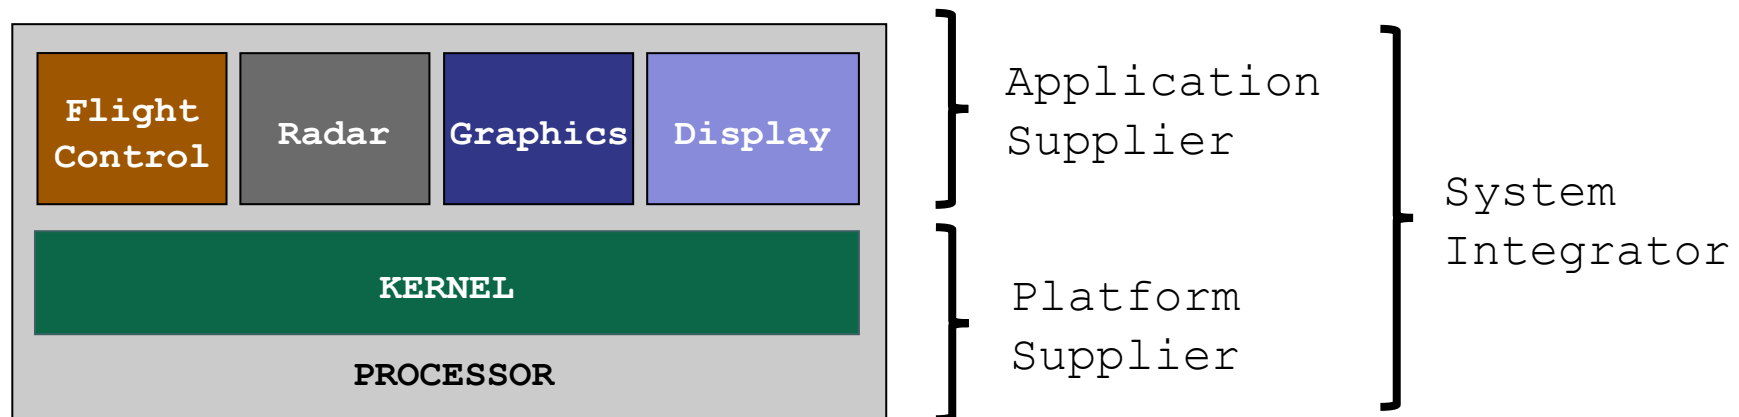 Flight
Control
Radar
Graphics
Display
KERNEL
PROCESSOR
Application
Supplier
Platform
Supplier
System
Integrator